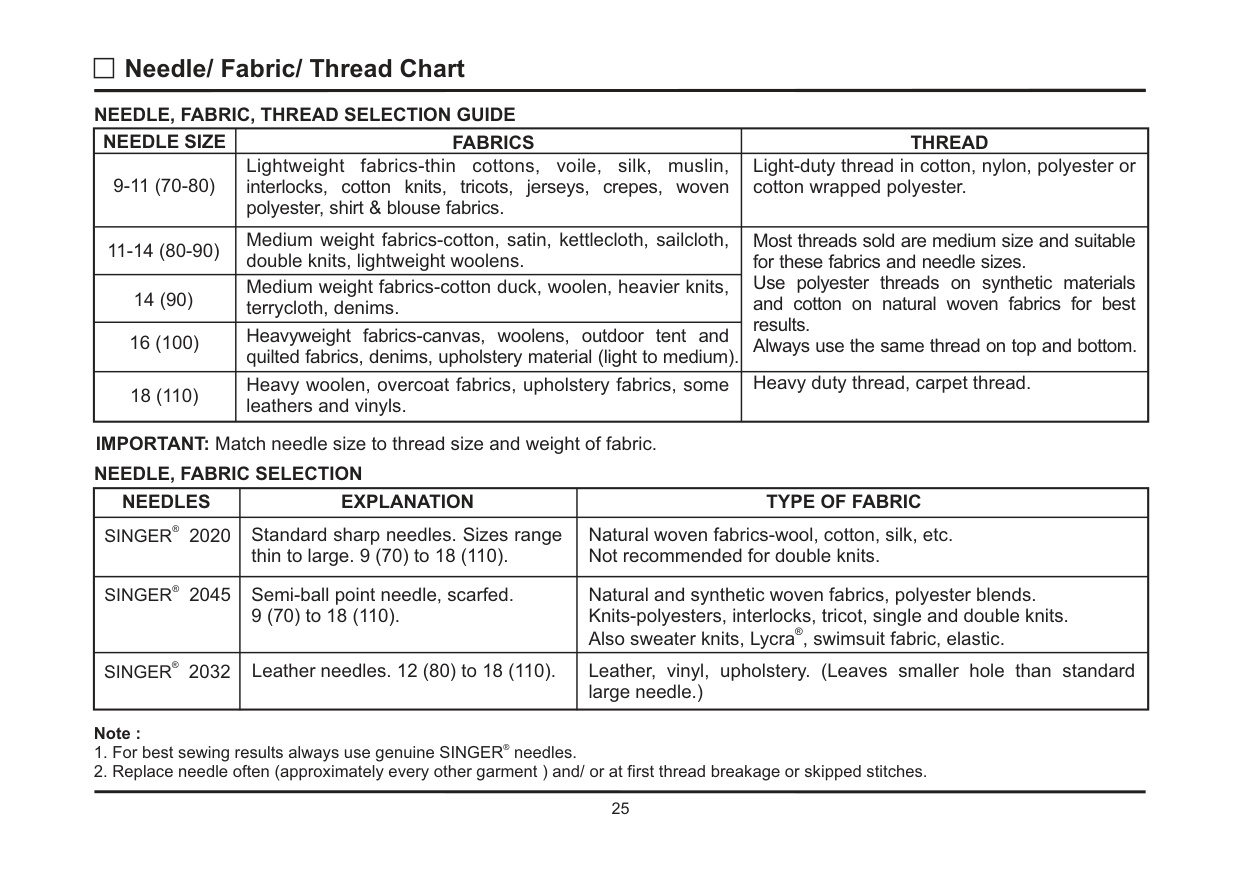 Needle/ Fabric/ Thread Chart
NEEDLE, FABRIC, THREAD SELECTION GUIDE
NEEDLE SIZE
FABRICS
THREAD
9-11 (70-80)
Lightweight fabrics-thin cottons, voile, silk, muslin,
interlocks, cotton knits, tricots, jerseys, crepes, woven
polyester, shirt & blouse fabrics.
Light-duty thread in cotton, nylon, polyester or
cotton wrapped polyester.
11-14 (80-90)
Medium weight fabrics-cotton, satin, kettlecloth, sailcloth,
double knits, lightweight woolens.
Most threads sold are medium size and suitable
for these fabrics and needle sizes.
Use polyester threads on synthetic materials
and cotton on natural woven fabrics for best
results.
Always use the same thread on top and bottom.
14 (90)
Medium weight fabrics-cotton duck, woolen, heavier knits,
terrycloth, denims.
16 (100)
Heavyweight fabrics-canvas, woolens, outdoor tent and
quilted fabrics, denims, upholstery material (light to medium).
18 (110)
Heavy woolen, overcoat fabrics, upholstery fabrics, some
leathers and vinyls.
Heavy duty thread, carpet thread.
IMPORTANT: Match needle size to thread size and weight of fabric.
NEEDLE, FABRIC SELECTION
NEEDLES
EXPLANATION
TYPE OF FABRIC
SINGER® 2020
Standard sharp needles. Sizes range
thin to large. 9 (70) to 18 (110).
Natural woven fabrics-wool, cotton, silk, etc.
Not recommended for double knits.
SINGER® 2045
Semi-ball point needle, scarfed.
9 (70) to 18 (110).
Natural and synthetic woven fabrics, polyester blends.
Knits-polyesters, interlocks, tricot, single and double knits.
Also sweater knits, Lycra®, swimsuit fabric, elastic.
SINGER® 2032
Leather needles. 12 (80) to 18 (110).
Leather, vinyl, upholstery. (Leaves smaller hole than standard
large needle.)
Note :
1. For best sewing results always use genuine SINGER® needles.
2. Replace needle often (approximately every other garment ) and/ or at first thread breakage or skipped stitches.
25